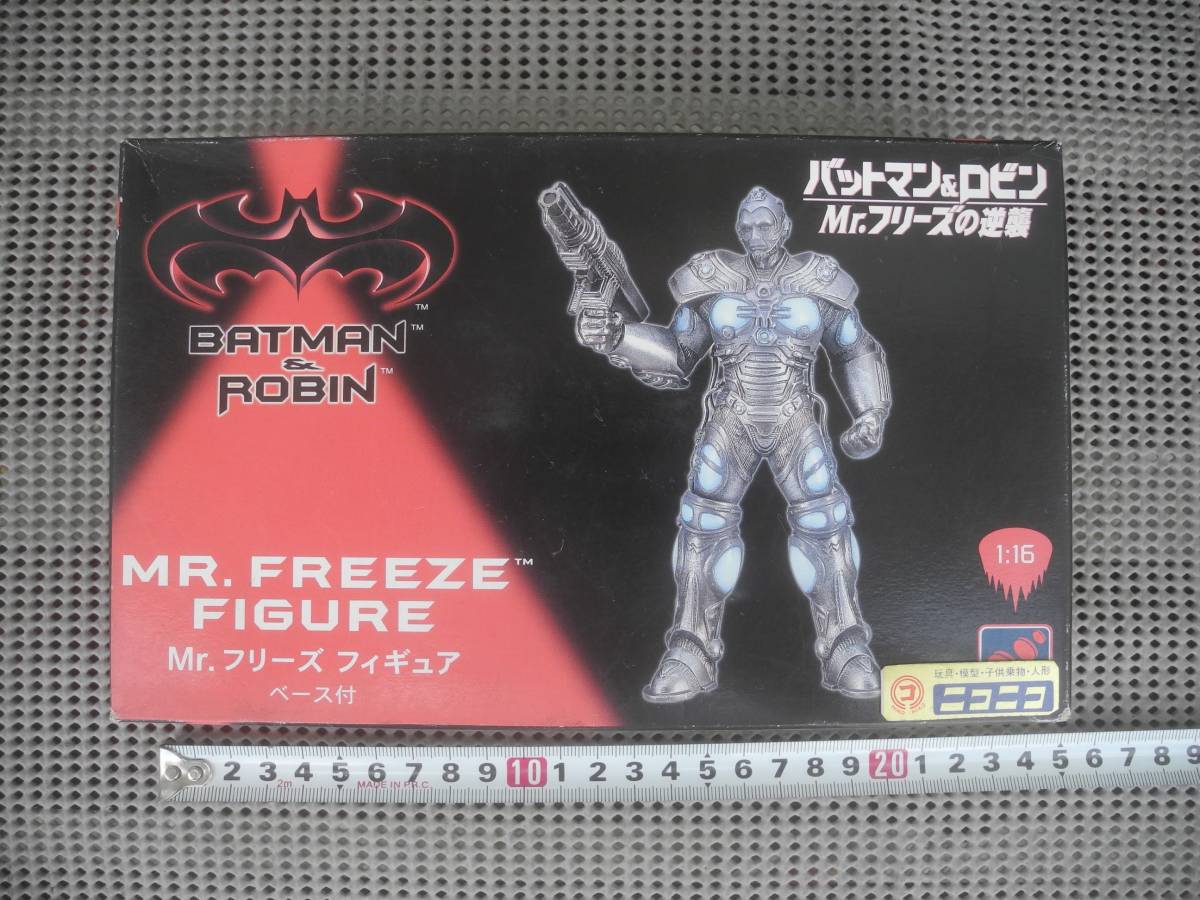 バットマン&ロビン
Mr.フリーズの逆襲
™
BATMAN™
&
ROBIN™
MR. FREEZE™
FIGURE
Mr. フリーズ フィギュア
ベース付
1:16
玩具・模型・子供乗物・人形
コ ニコニコ
2 3 4 5 6 7 8 9 10 1 2 3 4 5 6 7 8 9 20 1 2 3 4 5 6 7 8 9
2m MADE IN P.R.C.